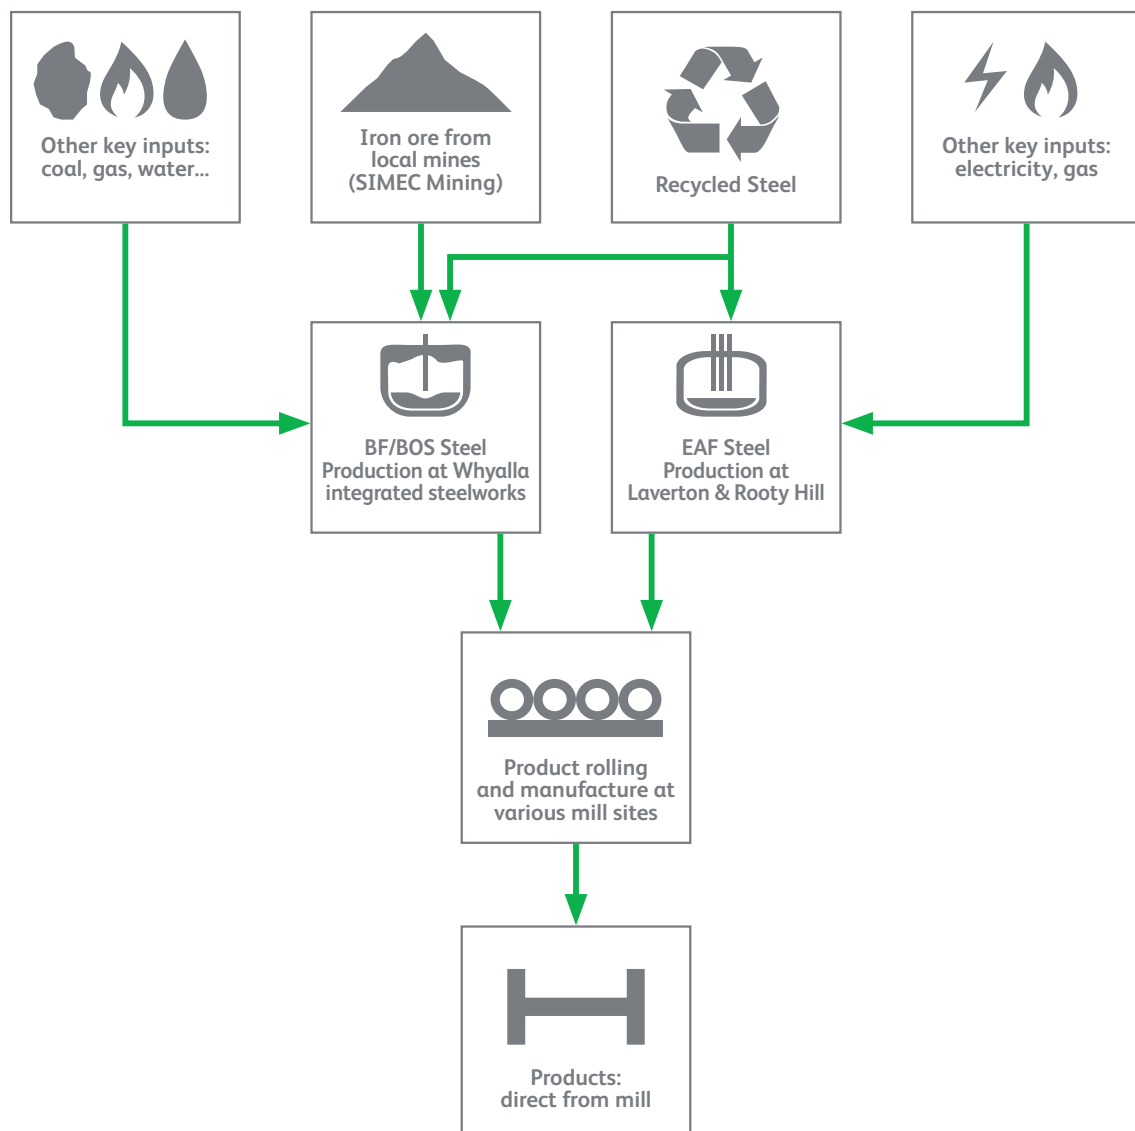 Other key inputs:
coal, gas, water...
Iron ore from
local mines
(SIMEC Mining)
Recycled Steel
Other key inputs:
electricity, gas
BF/BOS Steel
Production at Whyalla
integrated steelworks
EAF Steel
Production at
Laverton & Rooty Hill
Product rolling
and manufacture at
various mill sites
Products:
direct from mill